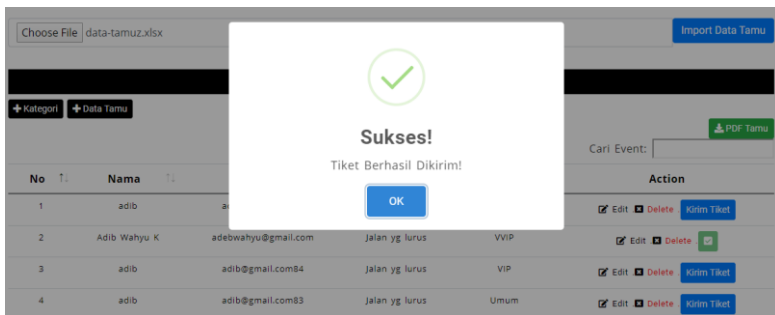 Choose File data-tamuz.xlsx Import Data Tamu
+ Kategori + Data Tamu
PDF Tamu
Sukses!
Cari Event:
Tiket Berhasil Dikirim!
No Nama Action
OK
1 adib Edit Delete Kirim Tiket
2 Adib Wahyu K adebwahyu@gmail.com Jalan yg lurus VVIP Edit Delete
3 adib adib@gmail.com84 Jalan yg lurus VIP Edit Delete Kirim Tiket
4 adib adib@gmail.com83 Jalan yg lurus Umum Edit Delete Kirim Tiket